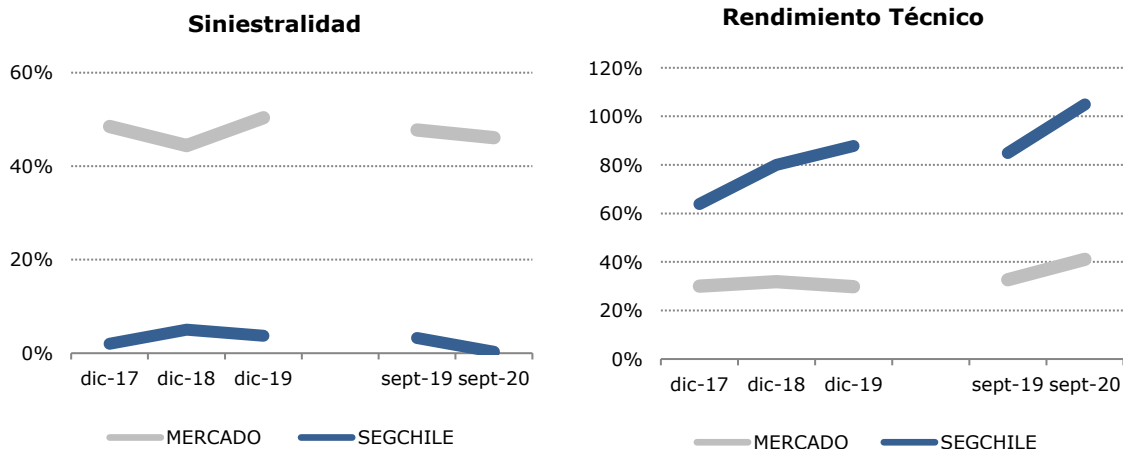 Siniestralidad
60%
40%
20%
0%
dic-17 dic-18 dic-19 sept-19 sept-20
MERCADO SEGCHILE
Rendimiento Técnico
120%
100%
80%
60%
40%
20%
0%
dic-17 dic-18 dic-19 sept-19 sept-20
MERCADO SEGCHILE